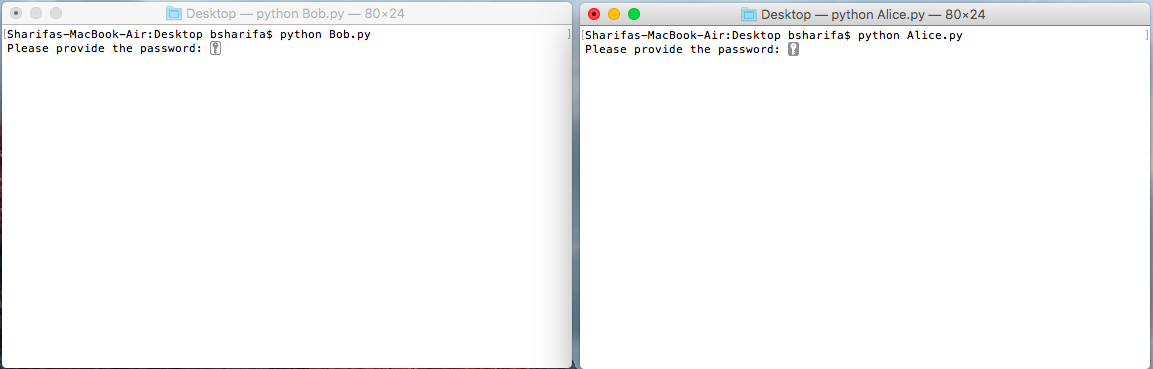 Desktop — python Bob.py — 80×24
[Sharifas-MacBook-Air:Desktop bsharifa$ python Bob.py ]
Please provide the password:
Desktop — python Alice.py — 80×24
[Sharifas-MacBook-Air:Desktop bsharifa$ python Alice.py ]
Please provide the password: